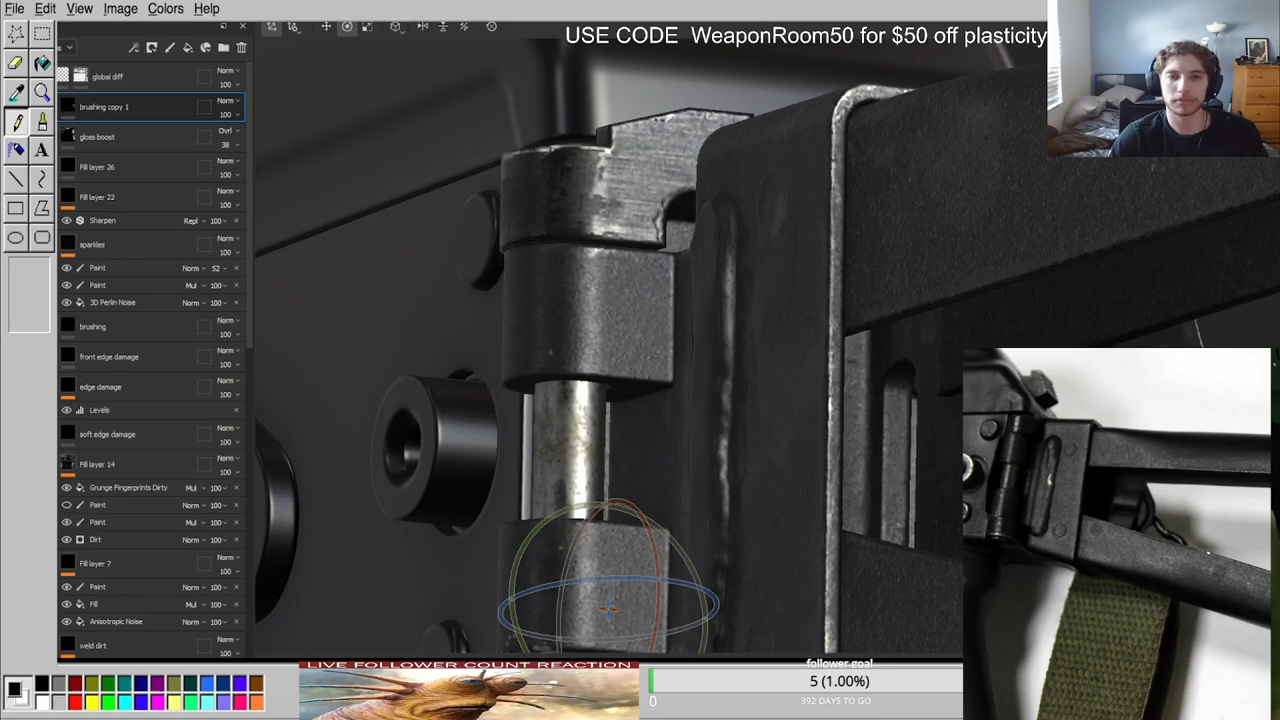 File Edit View Image Colors Help
USE CODE WeaponRoom50 for $50 off plasticity
global diff Norm 100
brushing copy 1 Norm 100
gloss boost Ovrl 38
Fill layer 26 Norm 100
Fill layer 22 Norm 100
Sharpen Repl 100
sparkles Norm 100
Paint Norm 52
Paint Mul 100
3D Perlin Noise Norm 100
brushing Norm 100
front edge damage Norm 100
edge damage Norm 100
Levels
soft edge damage Norm 100
Fill layer 14 Norm 100
Grunge Fingerprints Dirty Mul 100
Paint Norm 100
Paint Mul 100
Dirt Norm 100
Fill layer 7 Norm 100
Paint Norm 100
Fill Mul 100
Anisotropic Noise Norm 100
weld dirt Norm 100
LIVE FOLLOWER COUNT REACTION
follower goal
5 (1.00%)
0
392 DAYS TO GO